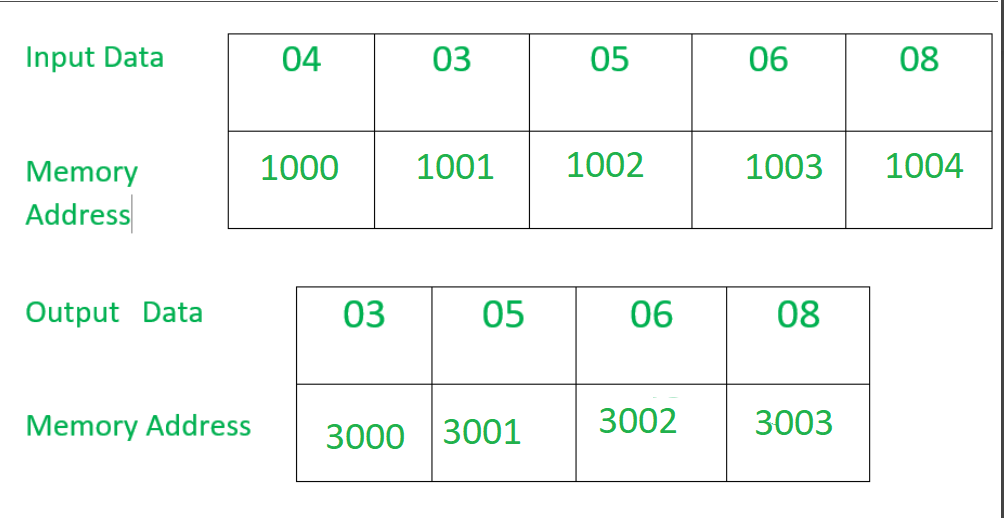 Input Data 04 03 05 06 08
Memory Address 1000 1001 1002 1003 1004
Output Data 03 05 06 08
Memory Address 3000 3001 3002 3003